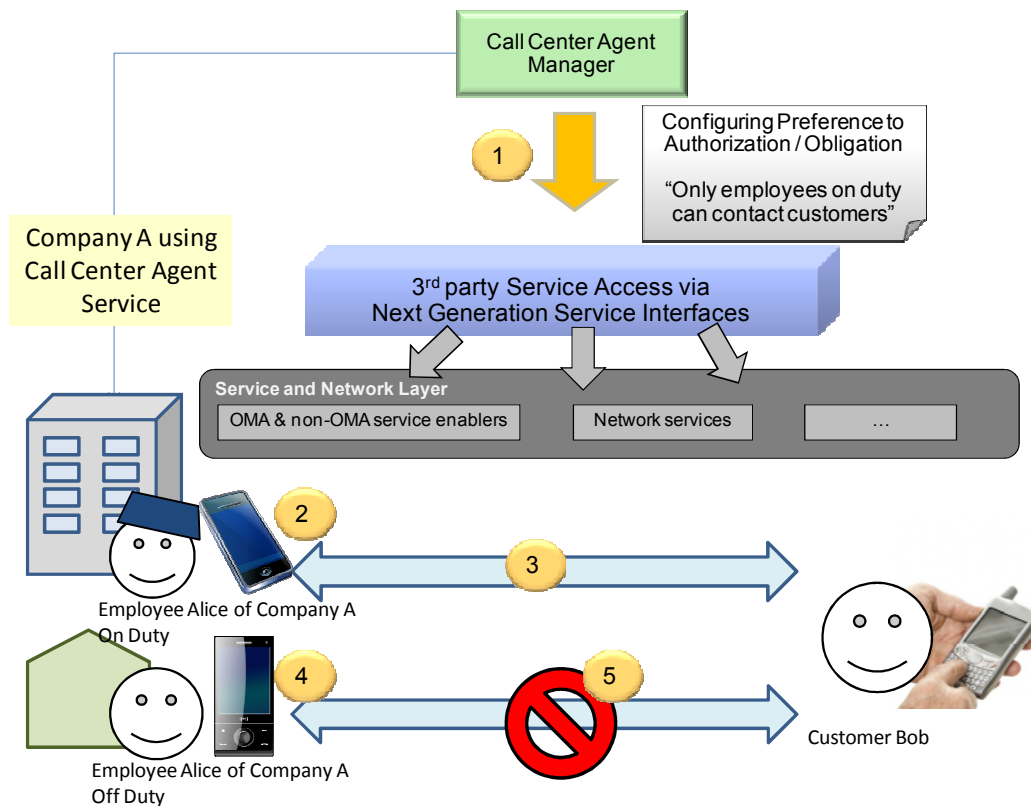 Call Center Agent
Manager
1
Configuring Preference to
Authorization / Obligation
“Only employees on duty
can contact customers”
Company A using
Call Center Agent
Service
3rd party Service Access via
Next Generation Service Interfaces
Service and Network Layer
OMA & non-OMA service enablers
Network services
...
2
3
Employee Alice of Company A
On Duty
4
5
Employee Alice of Company A
Off Duty
Customer Bob